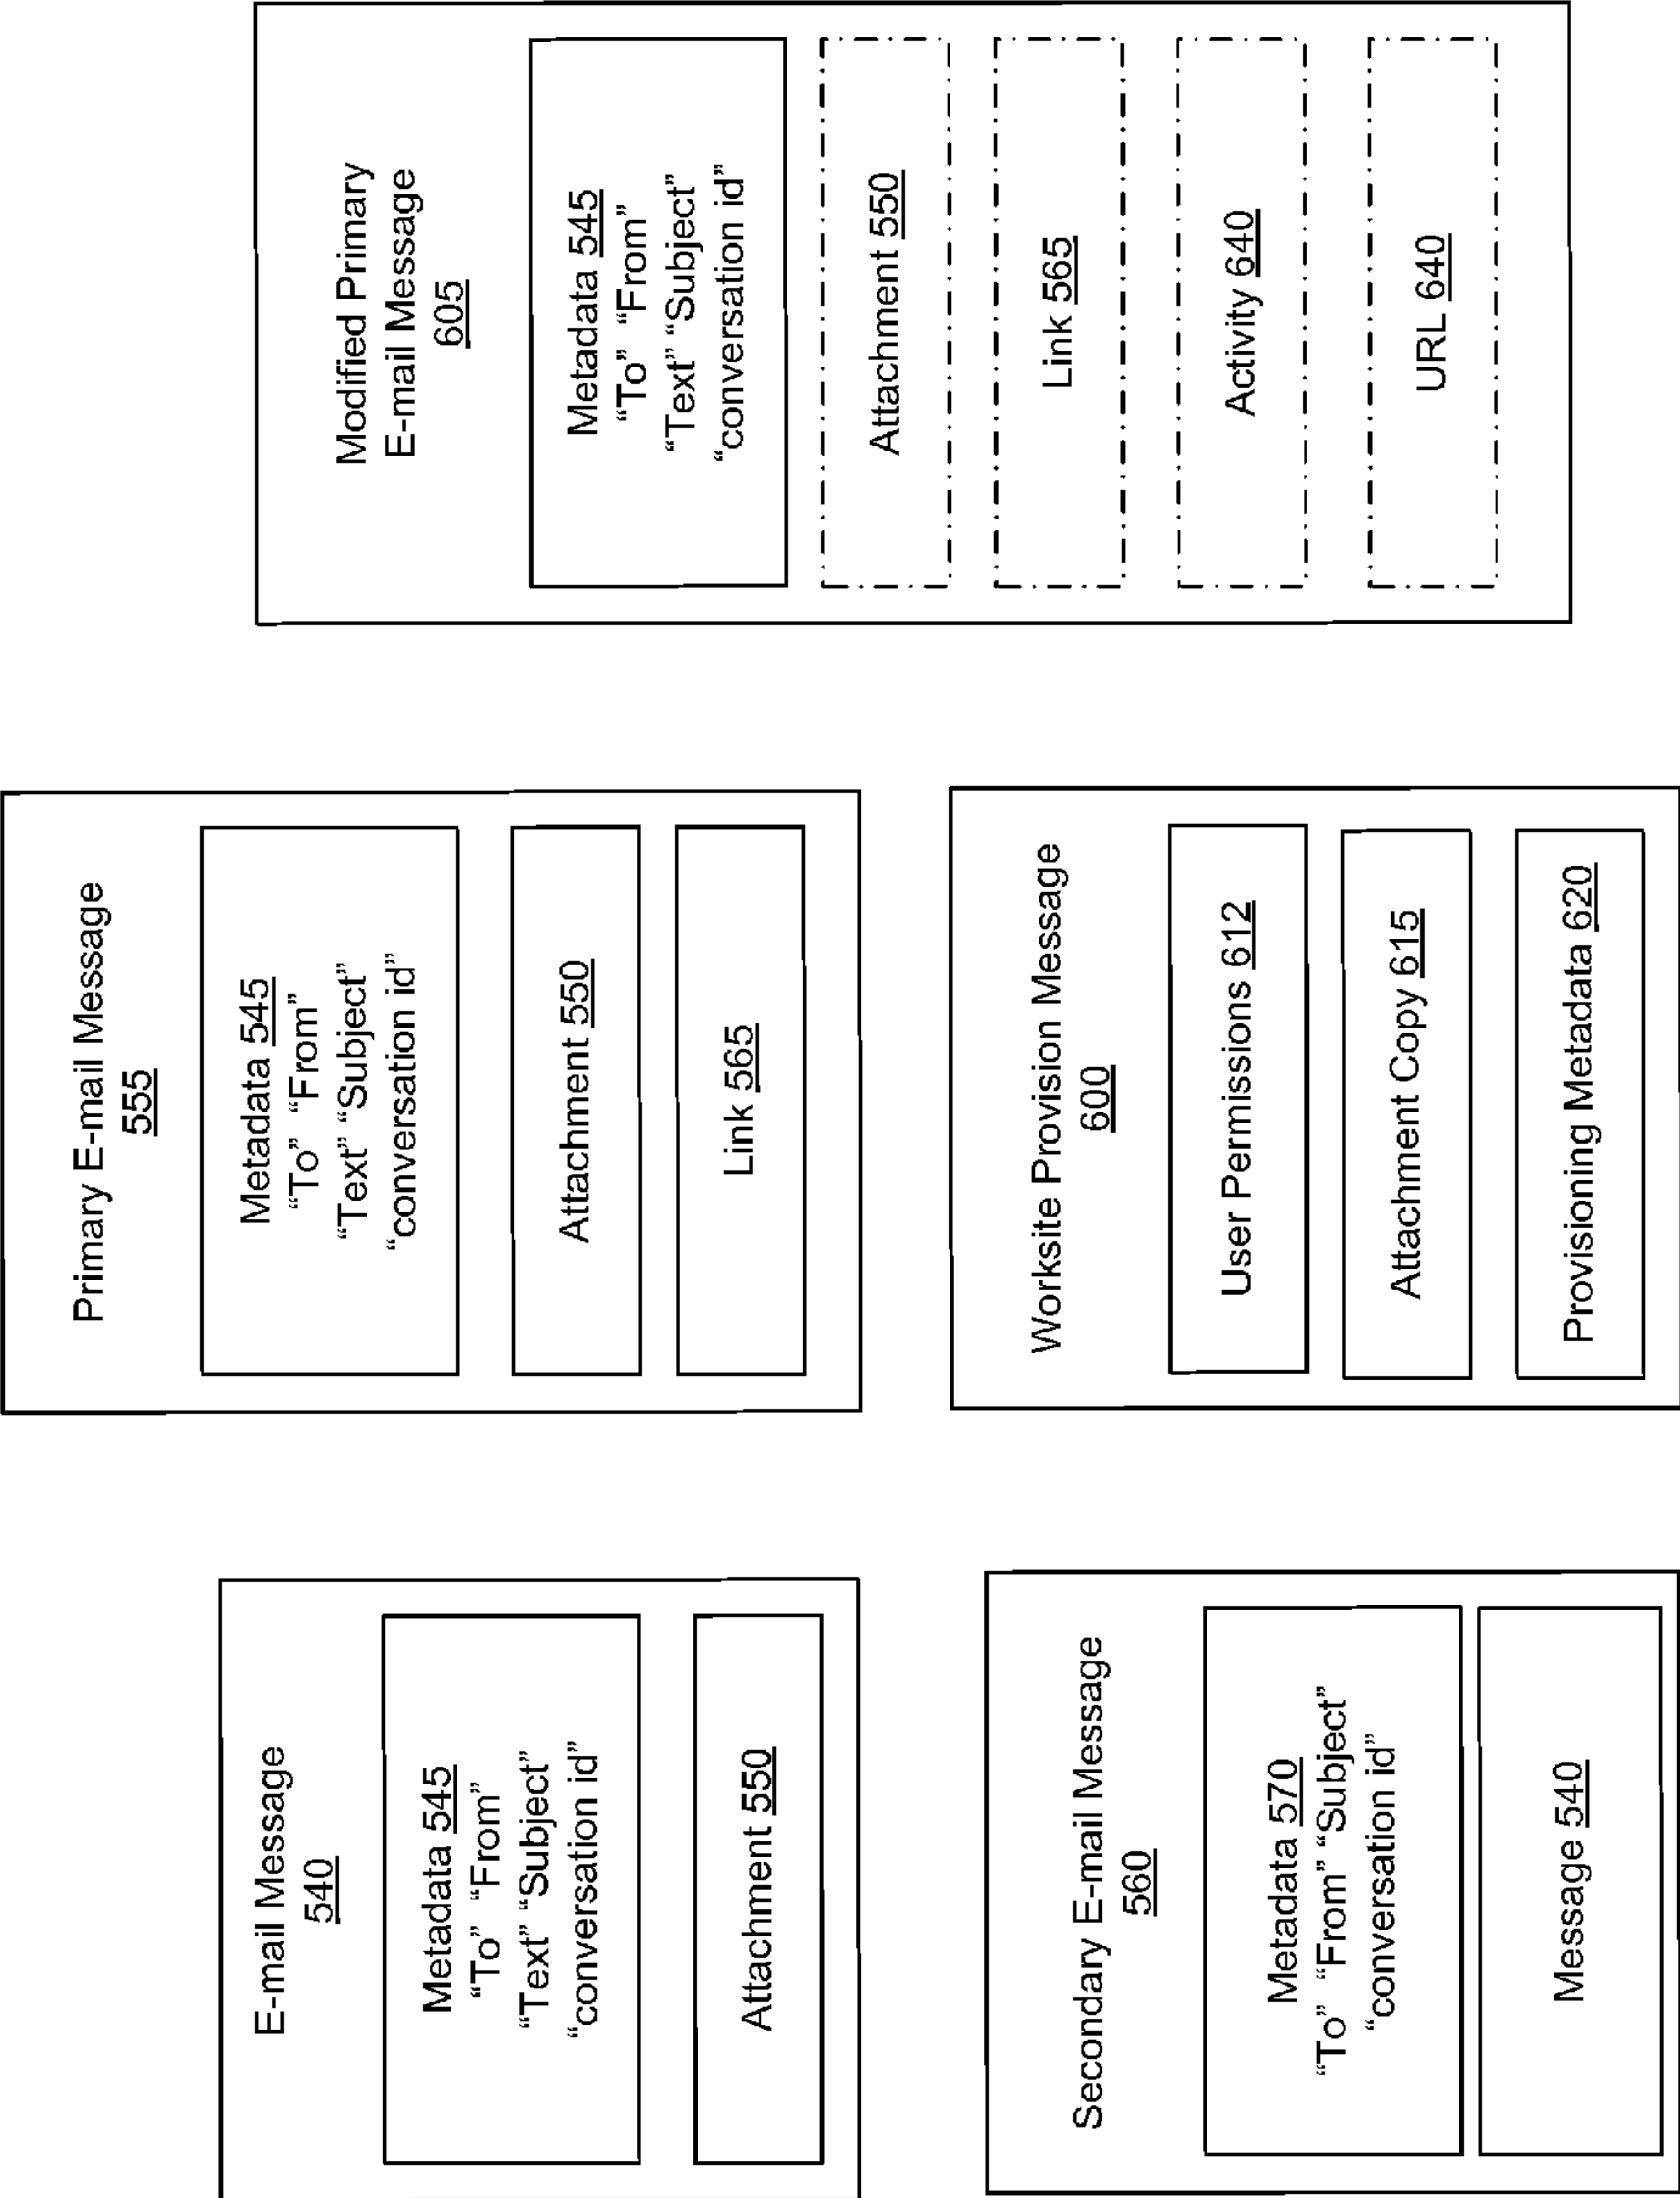 E-mail Message
540
Metadata 545
“To” “From”
“Text” “Subject”
“conversation id”
Attachment 550
Secondary E-mail Message
560
Metadata 570
“To” “From” “Subject”
“conversation id”
Message 540
Primary E-mail Message
555
Metadata 545
“To” “From”
“Text” “Subject”
“conversation id”
Attachment 550
Link 565
Worksite Provision Message
600
User Permissions 612
Attachment Copy 615
Provisioning Metadata 620
Modified Primary
E-mail Message
605
Metadata 545
“To” “From”
“Text” “Subject”
“conversation id”
Attachment 550
Link 565
Activity 640
URL 640